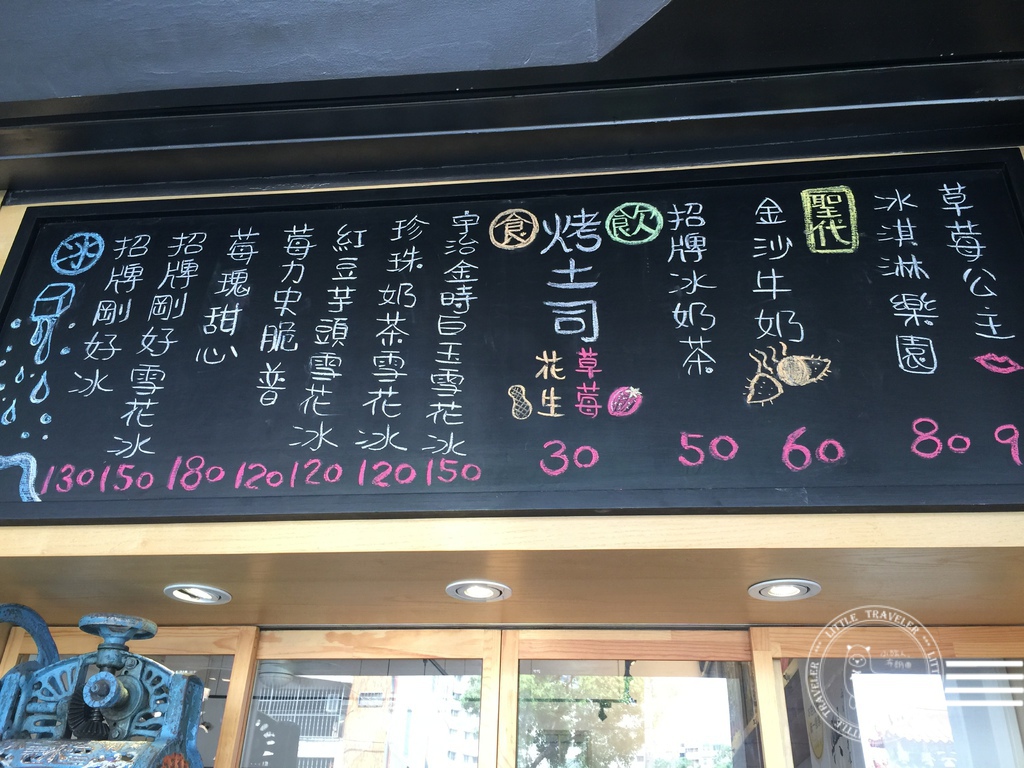 冰
招牌剛好冰
130
招牌剛好雪花冰
150
莓瑰甜心
180
莓力史脆普
120
紅豆芋頭雪花冰
120
珍珠奶茶雪花冰
120
宇治金時白玉雪花冰
150
食
烤土司
花生
草莓
30
飲
招牌冰奶茶
50
金沙牛奶
60
聖代
冰淇淋樂園
80
草莓公主
9
LITTLE TRAVELER